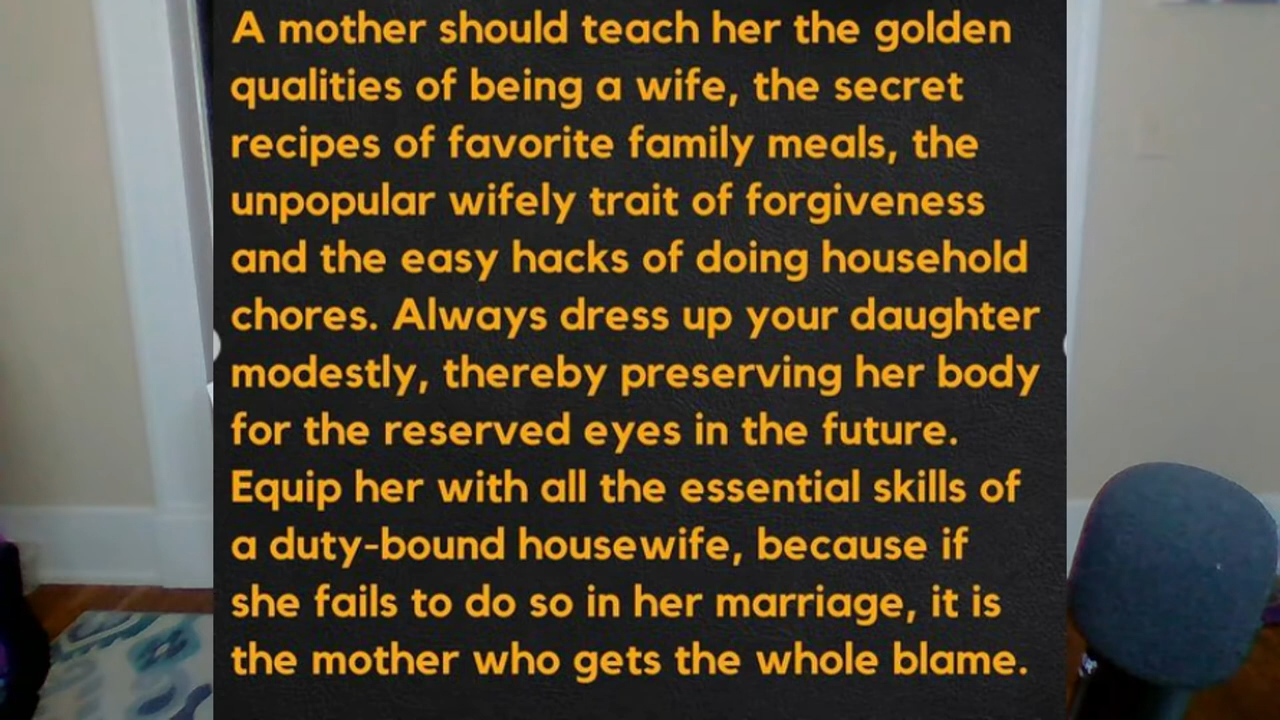 A mother should teach her the golden
qualities of being a wife, the secret
recipes of favorite family meals, the
unpopular wifely trait of forgiveness
and the easy hacks of doing household
chores. Always dress up your daughter
modestly, thereby preserving her body
for the reserved eyes in the future.
Equip her with all the essential skills of
a duty-bound housewife, because if
she fails to do so in her marriage, it is
the mother who gets the whole blame.